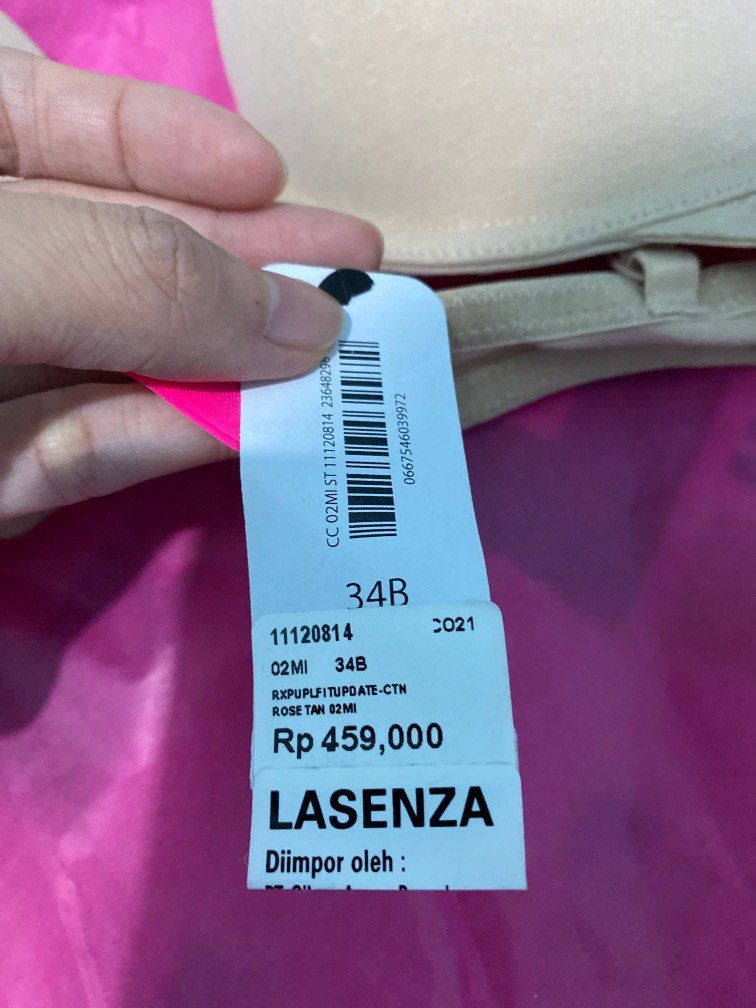 CC 02MI ST 11120814 23648296
0667546039972
34B
11120814 CO21
02MI 34B
RXPUPLFITUPDATE-CTN
ROSE TAN 02MI
Rp 459,000
LASENZA
Diimpor oleh :